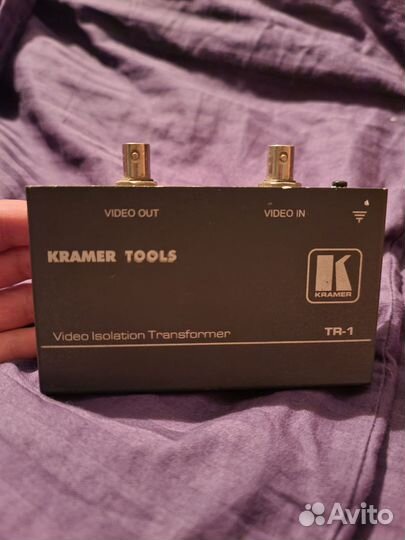 VIDEO OUT
VIDEO IN
KRAMER TOOLS
K
KRAMER
Video Isolation Transformer
TR-1
Avito